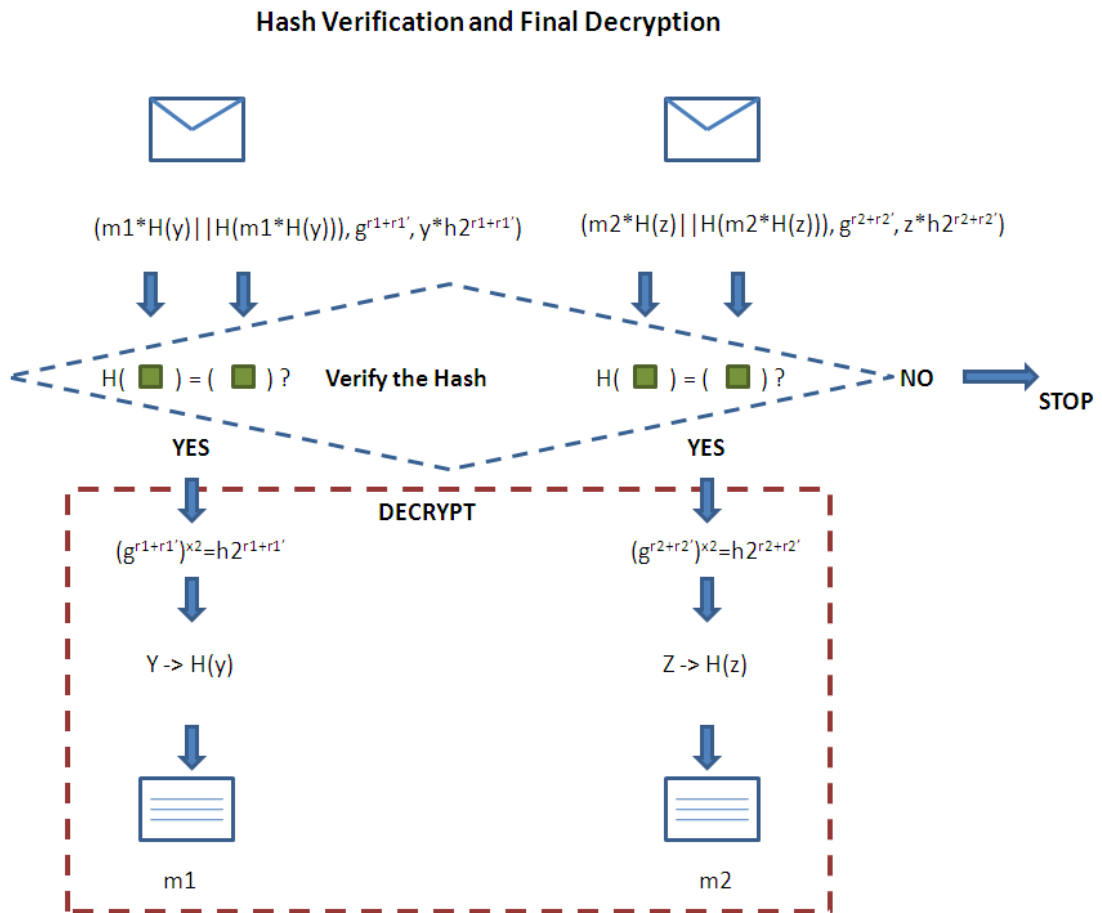 Hash Verification and Final Decryption
(m1*H(y)||H(m1*H(y))), g^r1+r1', y*h2^r1+r1')
(m2*H(z)||H(m2*H(z))), g^r2+r2', z*h2^r2+r2')
H( ) = ( ) ?
Verify the Hash
H( ) = ( ) ?
NO
STOP
YES
YES
DECRYPT
(g^r1+r1')^x2=h2^r1+r1'
(g^r2+r2')^x2=h2^r2+r2'
Y -> H(y)
Z -> H(z)
m1
m2